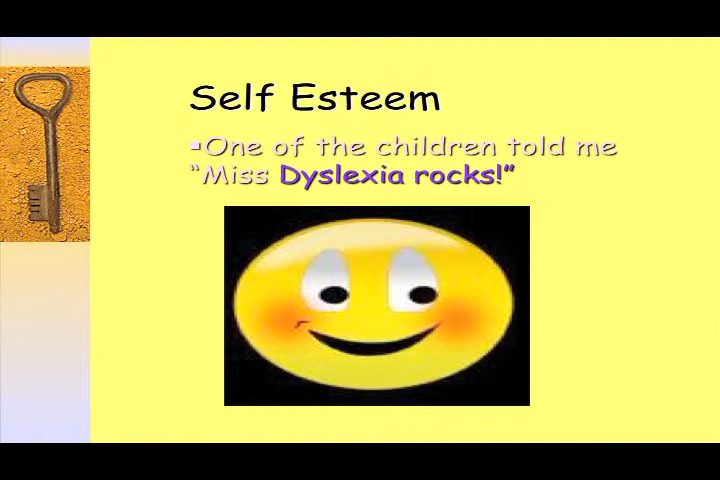 Self Esteem
▪One of the children told me
“Miss Dyslexia rocks!”